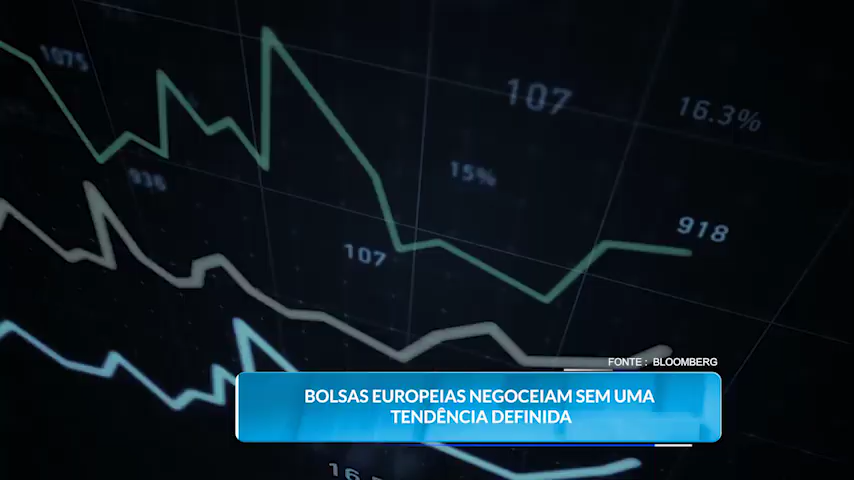 1075
107
16.3%
936
15%
918
107
FONTE : BLOOMBERG
BOLSAS EUROPEIAS NEGOCEIAM SEM UMA
TENDÊNCIA DEFINIDA